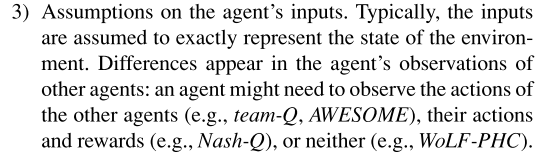 3) Assumptions on the agent's inputs. Typically, the inputs
are assumed to exactly represent the state of the environ-
ment. Differences appear in the agent's observations of
other agents: an agent might need to observe the actions of
the other agents (e.g., team-Q, AWESOME), their actions
and rewards (e.g., Nash-Q), or neither (e.g., WoLF-PHC).